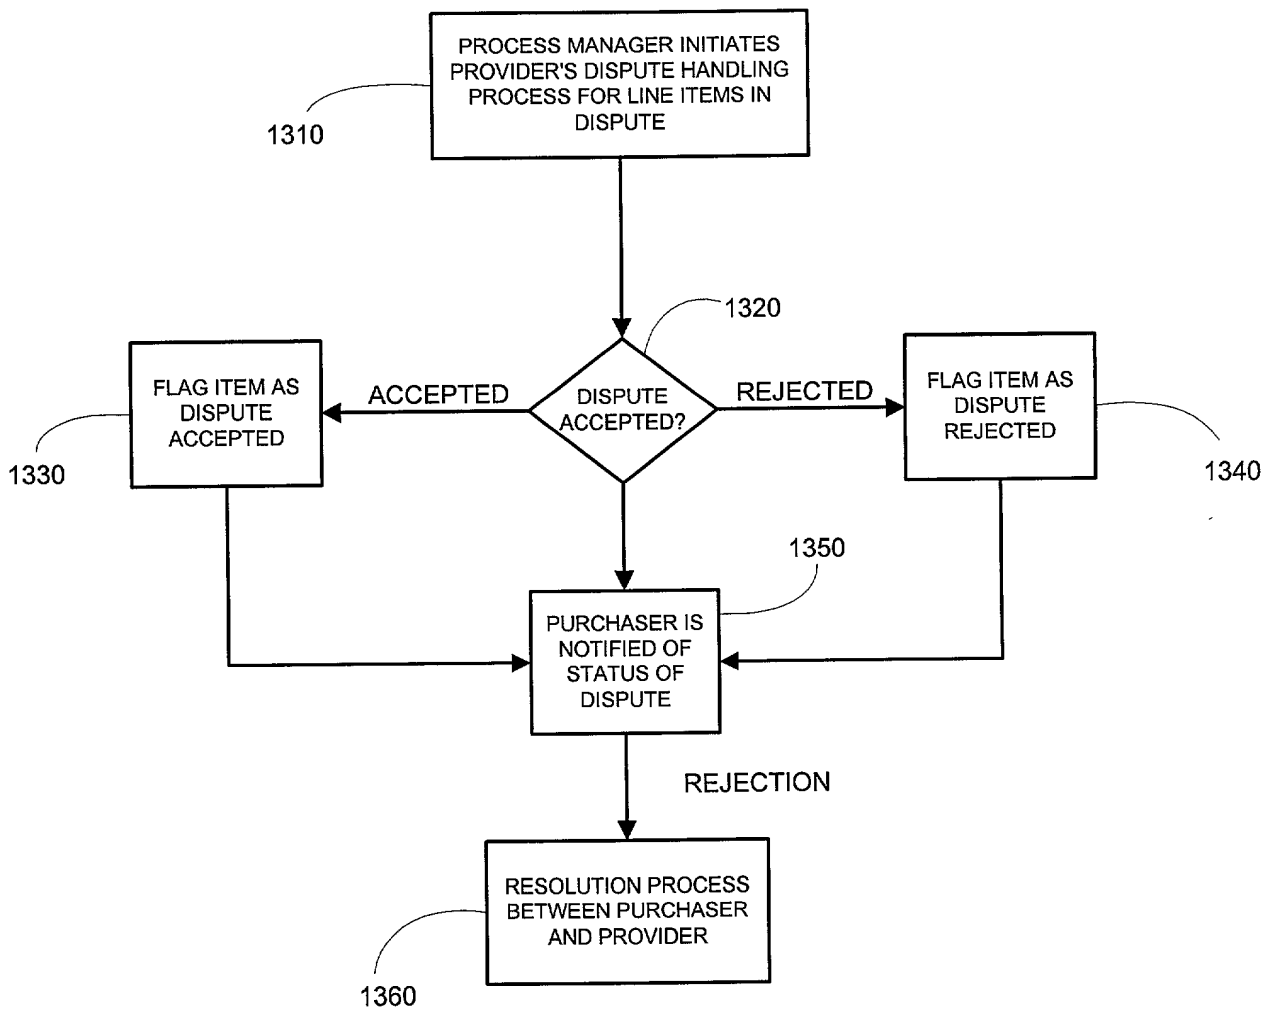 PROCESS MANAGER INITIATES
PROVIDER'S DISPUTE HANDLING
PROCESS FOR LINE ITEMS IN
DISPUTE
1310
1320
DISPUTE
ACCEPTED?
ACCEPTED
REJECTED
FLAG ITEM AS
DISPUTE
ACCEPTED
1330
FLAG ITEM AS
DISPUTE
REJECTED
1340
1350
PURCHASER IS
NOTIFIED OF
STATUS OF
DISPUTE
REJECTION
RESOLUTION PROCESS
BETWEEN PURCHASER
AND PROVIDER
1360